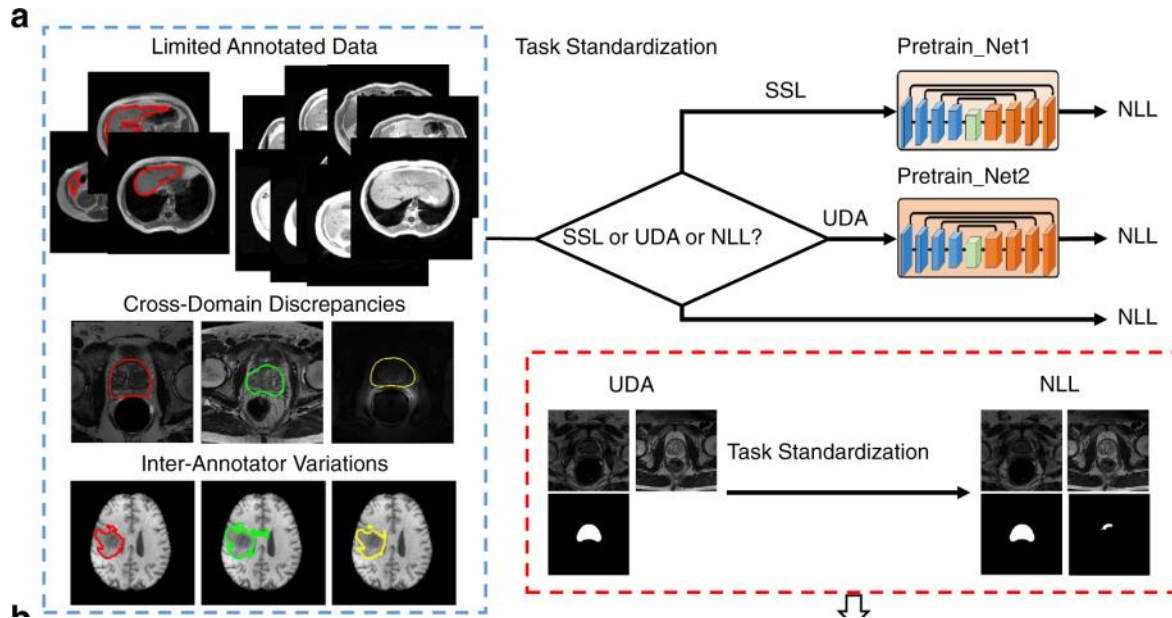 a
Limited Annotated Data
Cross-Domain Discrepancies
Inter-Annotator Variations
Task Standardization
SSL or UDA or NLL?
SSL
Pretrain_Net1
NLL
UDA
Pretrain_Net2
NLL
NLL
UDA
Task Standardization
NLL
b